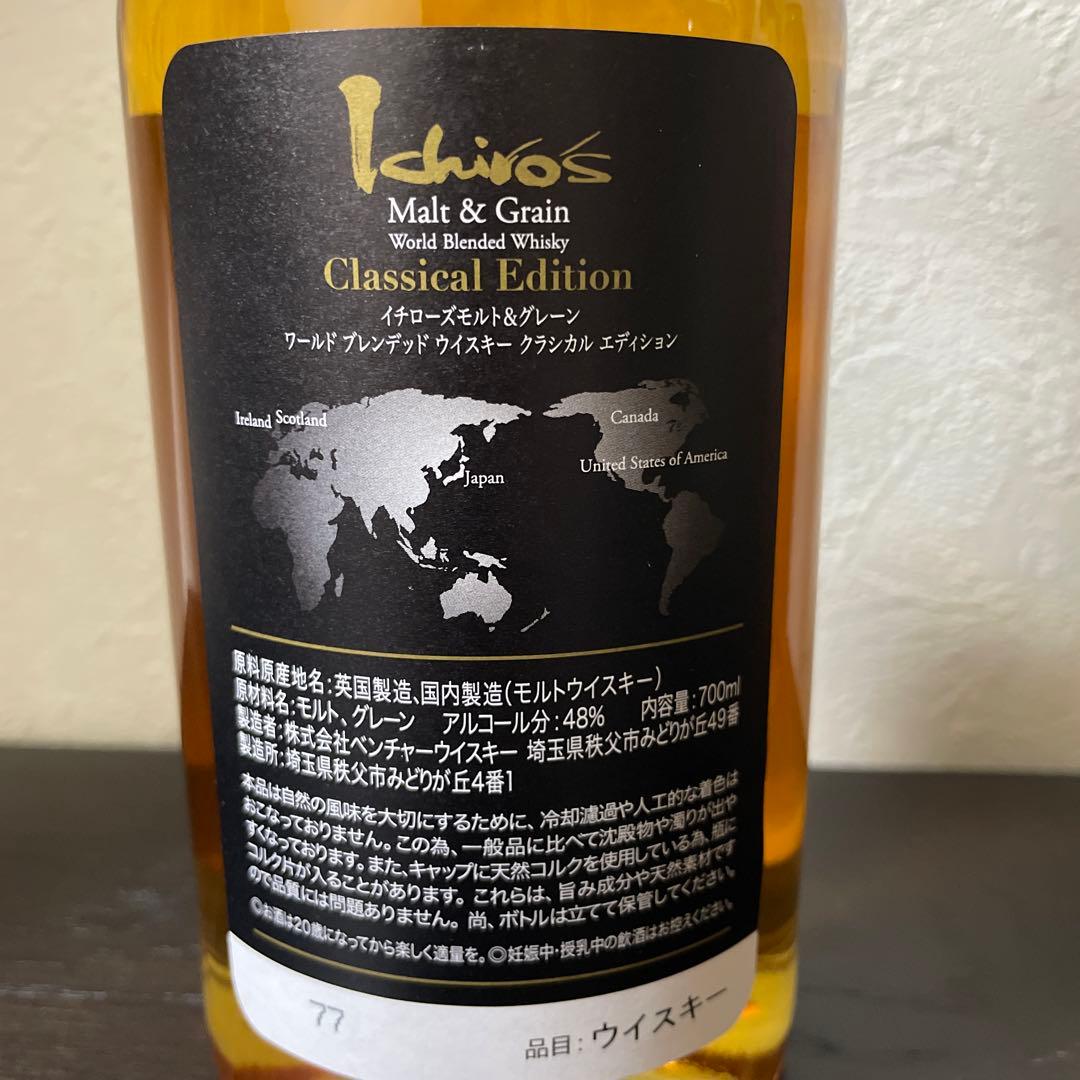 Ichiro's
Malt & Grain
World Blended Whisky
Classical Edition
イチローズモルト&グレーン
ワールド ブレンデッド ウイスキー クラシカル エディション
Ireland Scotland Canada
Japan United States of America
原料原産地名:英国製造、国内製造(モルトウイスキー)
原材料名:モルト、グレーン アルコール分:48% 内容量:700ml
製造者:株式会社ベンチャーウイスキー 埼玉県秩父市みどりが丘49番
製造所:埼玉県秩父市みどりが丘4番1
本品は自然の風味を大切にするために、冷却濾過や人工的な着色は
おこなっておりません。この為、一般品に比べて沈殿物や濁りが出や
すくなっております。また、キャップに天然コルクを使用している為、瓶に
コルク片が入ることがあります。これらは、旨み成分や天然素材です
ので品質には問題ありません。尚、ボトルは立てて保管してください。
◎お酒は20歳になってから楽しく適量を。◎妊娠中・授乳中の飲酒はお控えください。
77
品目:ウイスキー